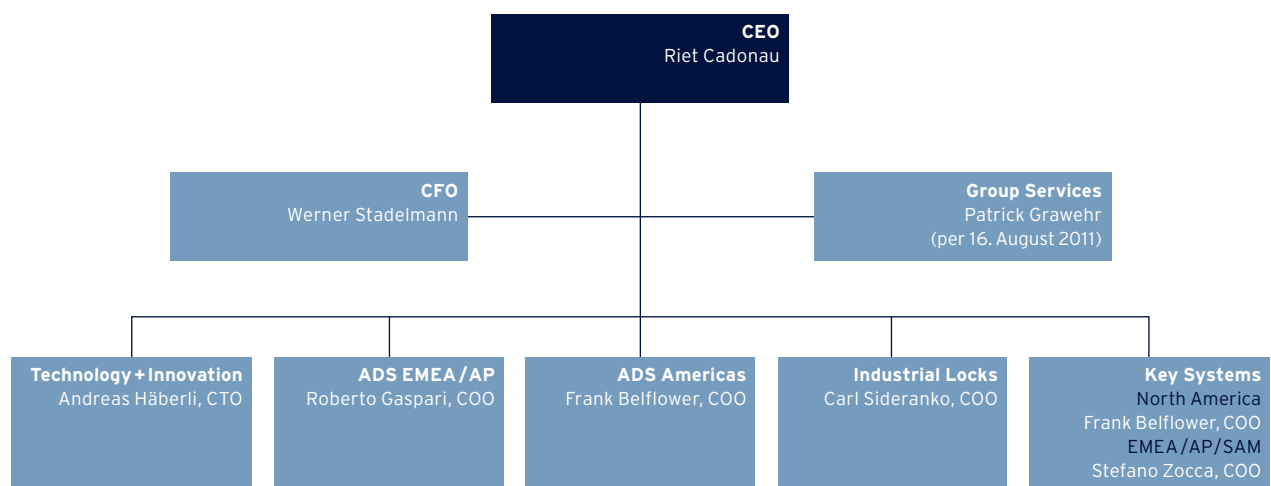 CEO
Riet Cadonau
CFO
Werner Stadelmann
Group Services
Patrick Grawehr
(per 16. August 2011)
Technology+Innovation
Andreas Häberli, CTO
ADS EMEA/AP
Roberto Gaspari, COO
ADS Americas
Frank Belflower, COO
Industrial Locks
Carl Sideranko, COO
Key Systems
North America
Frank Belflower, COO
EMEA/AP/SAM
Stefano Zocca, COO